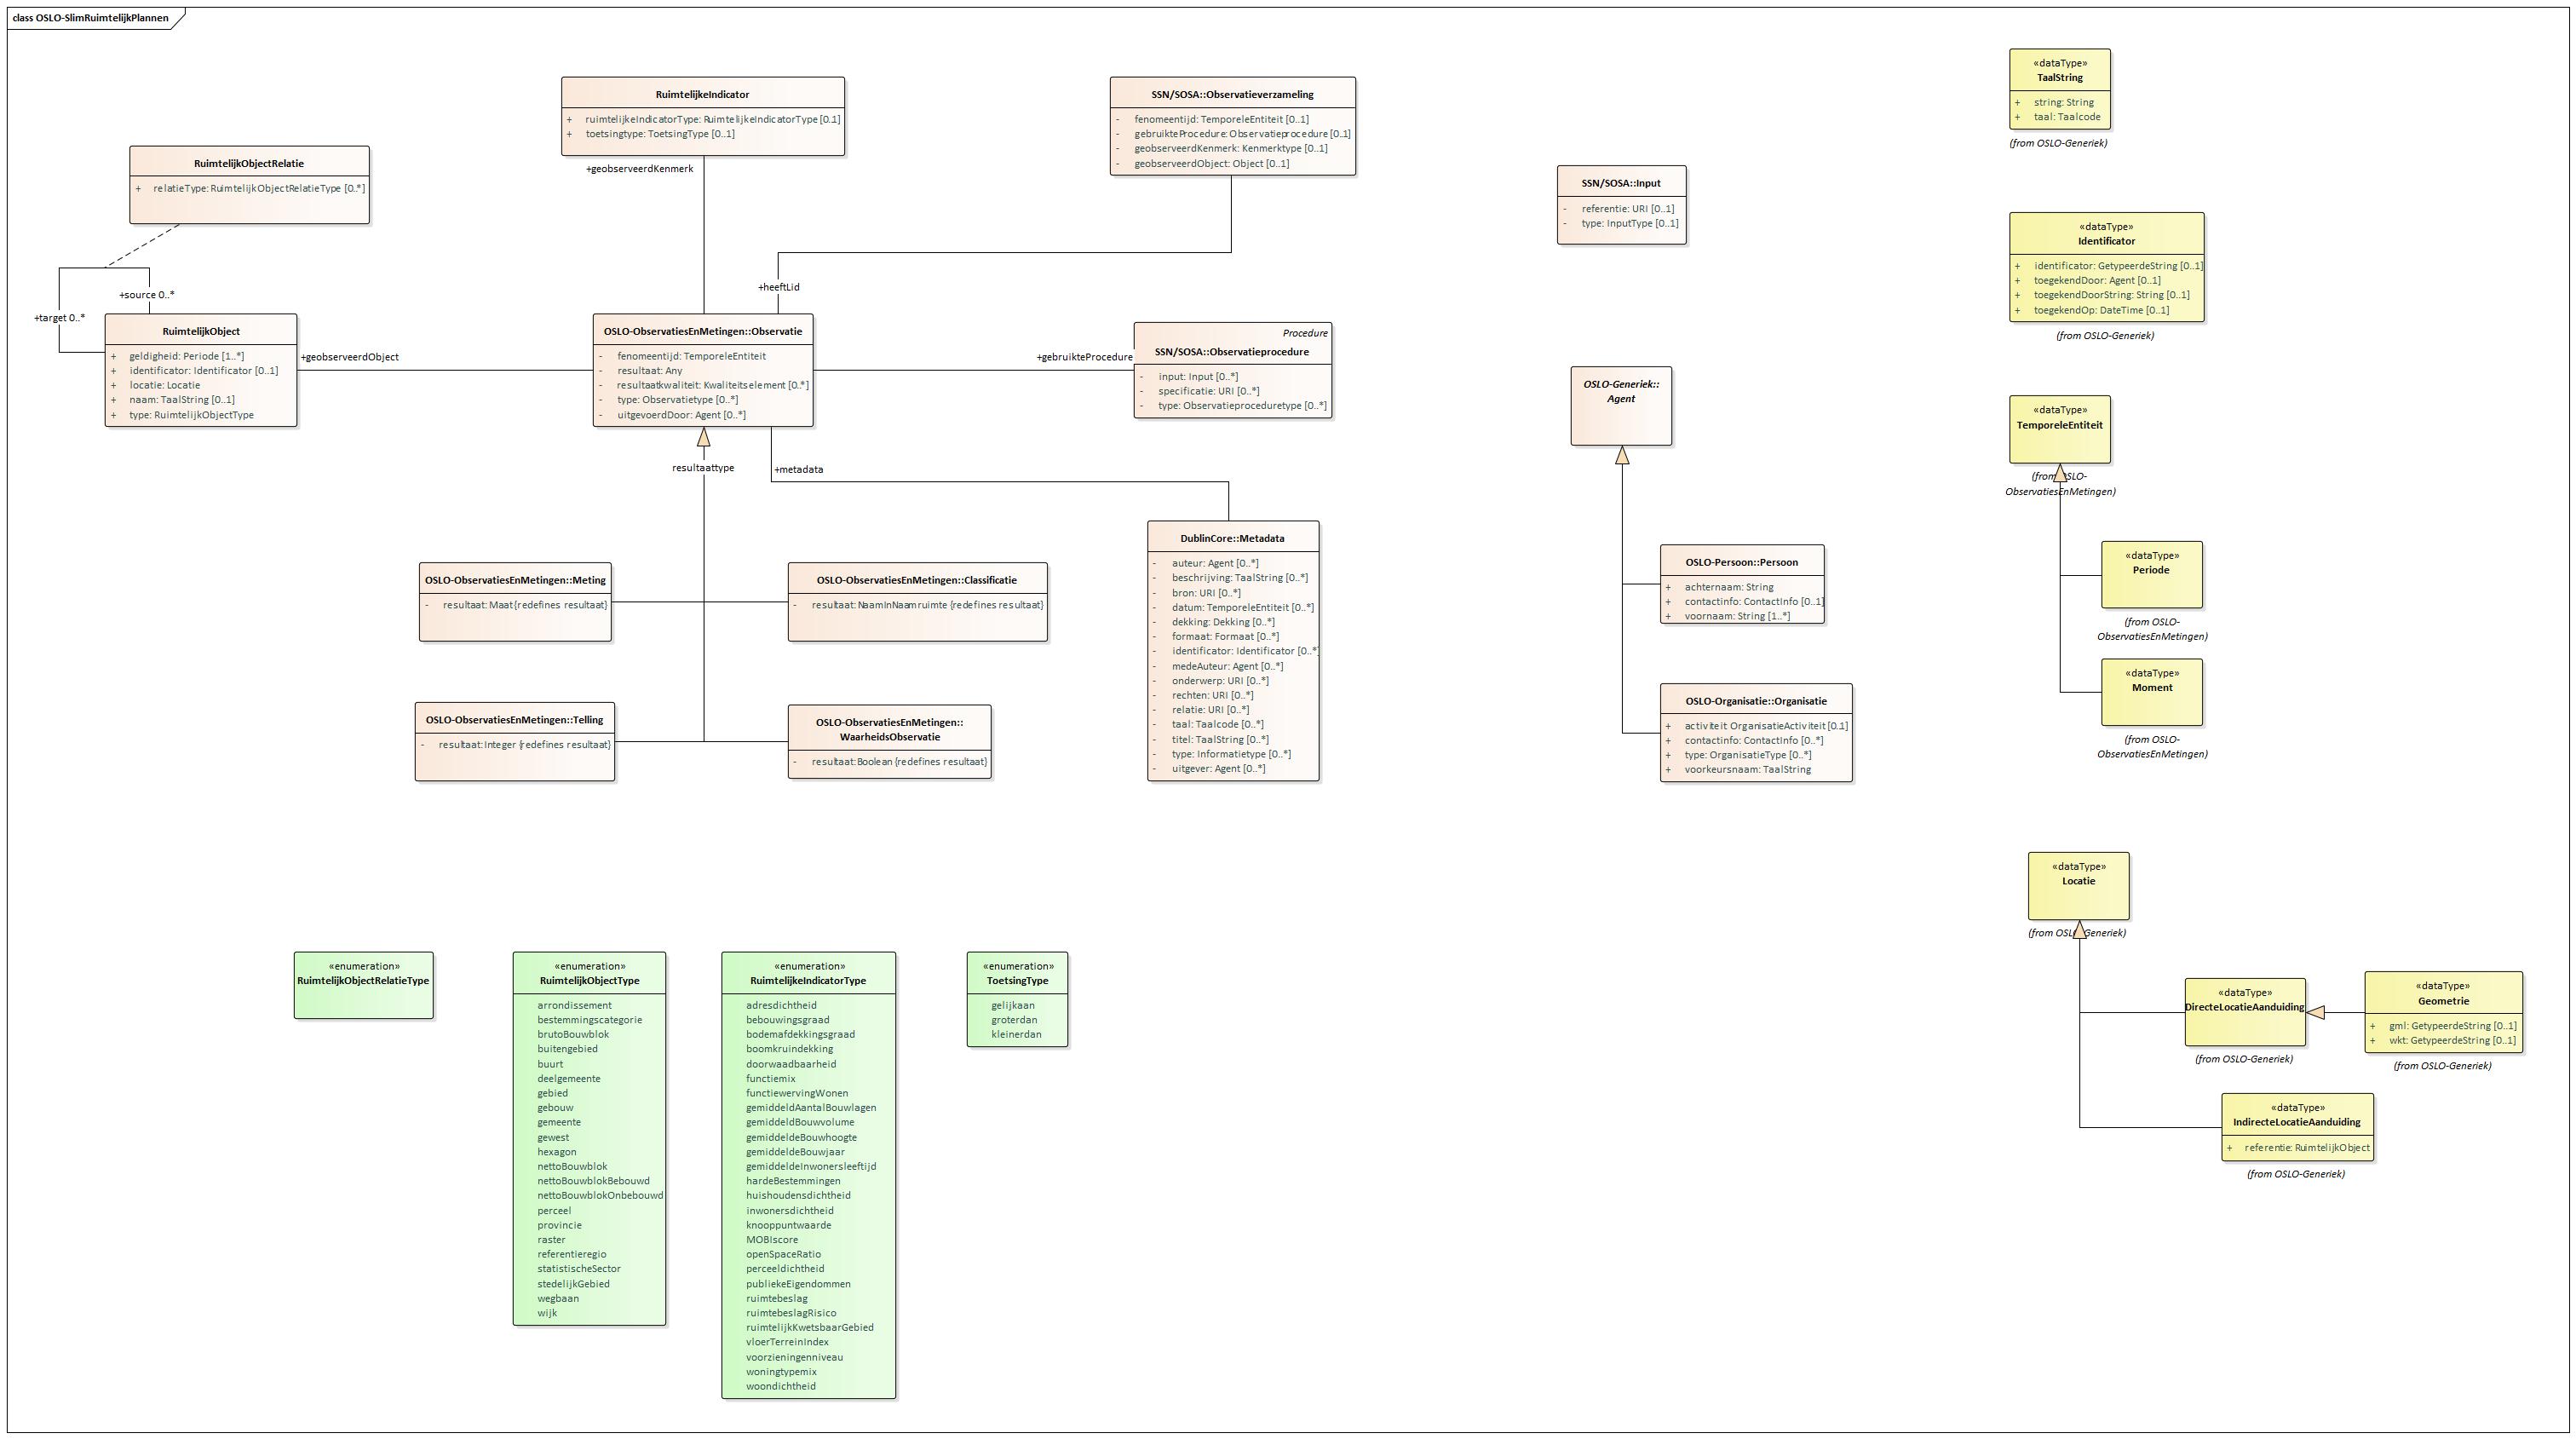 class OSLO-SlimRuimtelijkPlannen
RuimtelijkObjectRelatie
+ relatieType: RuimtelijkObjectRelatieType [0..*]
+source 0..*
+target 0..*
RuimtelijkObject
+ geldigheid: Periode [1..*]
+ identificator: Identificator [0..1]
+ locatie: Locatie
+ naam: TaalString [0..1]
+ type: RuimtelijkObjectType
+geobserveerdObject
RuimtelijkeIndicator
+ ruimtelijkeIndicatorType: RuimtelijkeIndicatorType [0..1]
+ toetsingtype: ToetsingType [0..1]
+geobserveerdKenmerk
SSN/SOSA::Observatieverzameling
- fenomeentijd: TemporeleEntiteit [0..1]
- gebruikteProcedure: Observatieprocedure [0..1]
- geobserveerdKenmerk: Kenmerktype [0..1]
- geobserveerdObject: Object [0..1]
+heeftLid
OSLO-ObservatiesEnMetingen::Observatie
- fenomeentijd: TemporeleEntiteit
- resultaat: Any
- resultaatkwaliteit: Kwaliteitselement [0..*]
- type: Observatietype [0..*]
- uitgevoerdDoor: Agent [0..*]
+gebruikteProcedure
Procedure
SSN/SOSA::Observatieprocedure
- input: Input [0..*]
- specificatie: URI [0..*]
- type: Observatieproceduretype [0..*]
resultaattype
+metadata
OSLO-ObservatiesEnMetingen::Meting
- resultaat: Maat {redefines resultaat}
OSLO-ObservatiesEnMetingen::Classificatie
- resultaat: NaamInNaamruimte {redefines resultaat}
OSLO-ObservatiesEnMetingen::Telling
- resultaat: Integer {redefines resultaat}
OSLO-ObservatiesEnMetingen::
WaarheidsObservatie
- resultaat: Boolean {redefines resultaat}
DublinCore::Metadata
- auteur: Agent [0..*]
- beschrijving: TaalString [0..*]
- bron: URI [0..*]
- datum: TemporeleEntiteit [0..*]
- dekking: Dekking [0..*]
- formaat: Formaat [0..*]
- identificator: Identificator [0..*]
- medeAuteur: Agent [0..*]
- onderwerp: URI [0..*]
- rechten: URI [0..*]
- relatie: URI [0..*]
- taal: Taalcode [0..*]
- titel: TaalString [0..*]
- type: Informatietype [0..*]
- uitgever: Agent [0..*]
SSN/SOSA::Input
- referentie: URI [0..1]
- type: InputType [0..1]
OSLO-Generiek::
Agent
OSLO-Persoon::Persoon
+ achternaam: String
+ contactinfo: ContactInfo [0..1]
+ voornaam: String [1..*]
OSLO-Organisatie::Organisatie
+ activiteit OrganisatieActiviteit [0..1]
+ contactinfo: ContactInfo [0..*]
+ type: OrganisatieType [0..*]
+ voorkeursnaam: TaalString
«dataType»
TaalString
+ string: String
+ taal: Taalcode
(from OSLO-Generiek)
«dataType»
Identificator
+ identificator: GetypeerdeString [0..1]
+ toegekendDoor: Agent [0..1]
+ toegekendDoorString: String [0..1]
+ toegekendOp: DateTime [0..1]
(from OSLO-Generiek)
«dataType»
TemporeleEntiteit
(from OSLO-
ObservatiesEnMetingen)
«dataType»
Periode
(from OSLO-
ObservatiesEnMetingen)
«dataType»
Moment
(from OSLO-
ObservatiesEnMetingen)
«dataType»
Locatie
(from OSLO-Generiek)
«dataType»
DirecteLocatieAanduiding
(from OSLO-Generiek)
«dataType»
Geometrie
+ gml: GetypeerdeString [0..1]
+ wkt: GetypeerdeString [0..1]
(from OSLO-Generiek)
«dataType»
IndirecteLocatieAanduiding
+ referentie: RuimtelijkObject
(from OSLO-Generiek)
«enumeration»
RuimtelijkObjectRelatieType
«enumeration»
RuimtelijkObjectType
arrondissement
bestemmingscategorie
brutoBouwblok
buitengebied
buurt
deelgemeente
gebied
gebouw
gemeente
gewest
hexagon
nettoBouwblok
nettoBouwblokBebouwd
nettoBouwblokOnbebouwd
perceel
provincie
raster
referentieregio
statistischeSector
stedelijkGebied
wegbaan
wijk
«enumeration»
RuimtelijkeIndicatorType
adresdichtheid
bebouwingsgraad
bodemafdekkingsgraad
boomkruindekking
doorwaadbaarheid
functiemix
functiewervingWonen
gemiddeldAantalBouwlagen
gemiddeldBouwvolume
gemiddeldeBouwhoogte
gemiddeldeBouwjaar
gemiddeldeInwonersleeftijd
hardeBestemmingen
huishoudensdichtheid
inwonersdichtheid
knooppuntwaarde
MOBIscore
openSpaceRatio
perceeldichtheid
publiekeEigendommen
ruimtebeslag
ruimtebeslagRisico
ruimtelijkKwetsbaarGebied
vloerTerreinIndex
voorzieningenniveau
woningtypemix
woondichtheid
«enumeration»
ToetsingType
gelijkaan
groterdan
kleinerdan